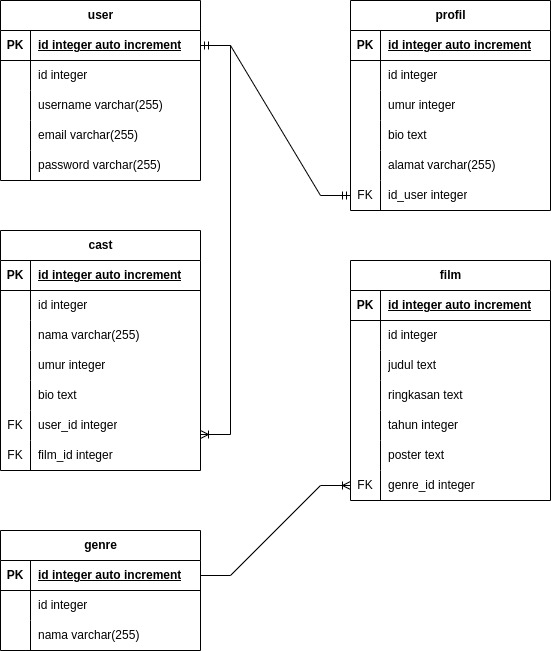 user
PK id integer auto increment
id integer
username varchar(255)
email varchar(255)
password varchar(255)
profil
PK id integer auto increment
id integer
umur integer
bio text
alamat varchar(255)
FK id_user integer
cast
PK id integer auto increment
id integer
nama varchar(255)
umur integer
bio text
FK user_id integer
FK film_id integer
film
PK id integer auto increment
id integer
judul text
ringkasan text
tahun integer
poster text
FK genre_id integer
genre
PK id integer auto increment
id integer
nama varchar(255)